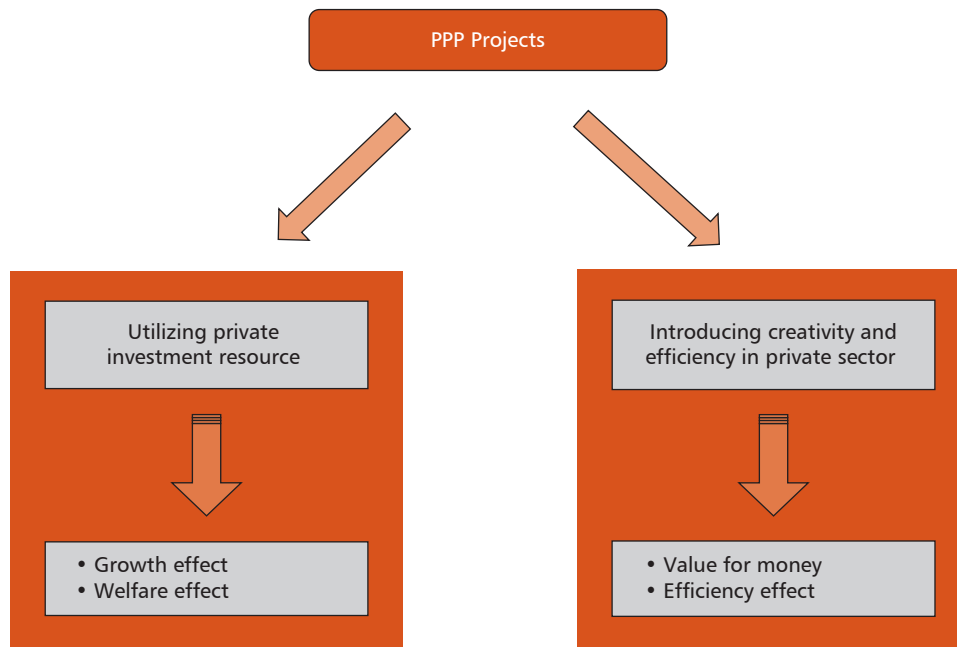 PPP Projects
Utilizing private
investment resource
Introducing creativity and
efficiency in private sector
• Growth effect
• Welfare effect
• Value for money
• Efficiency effect